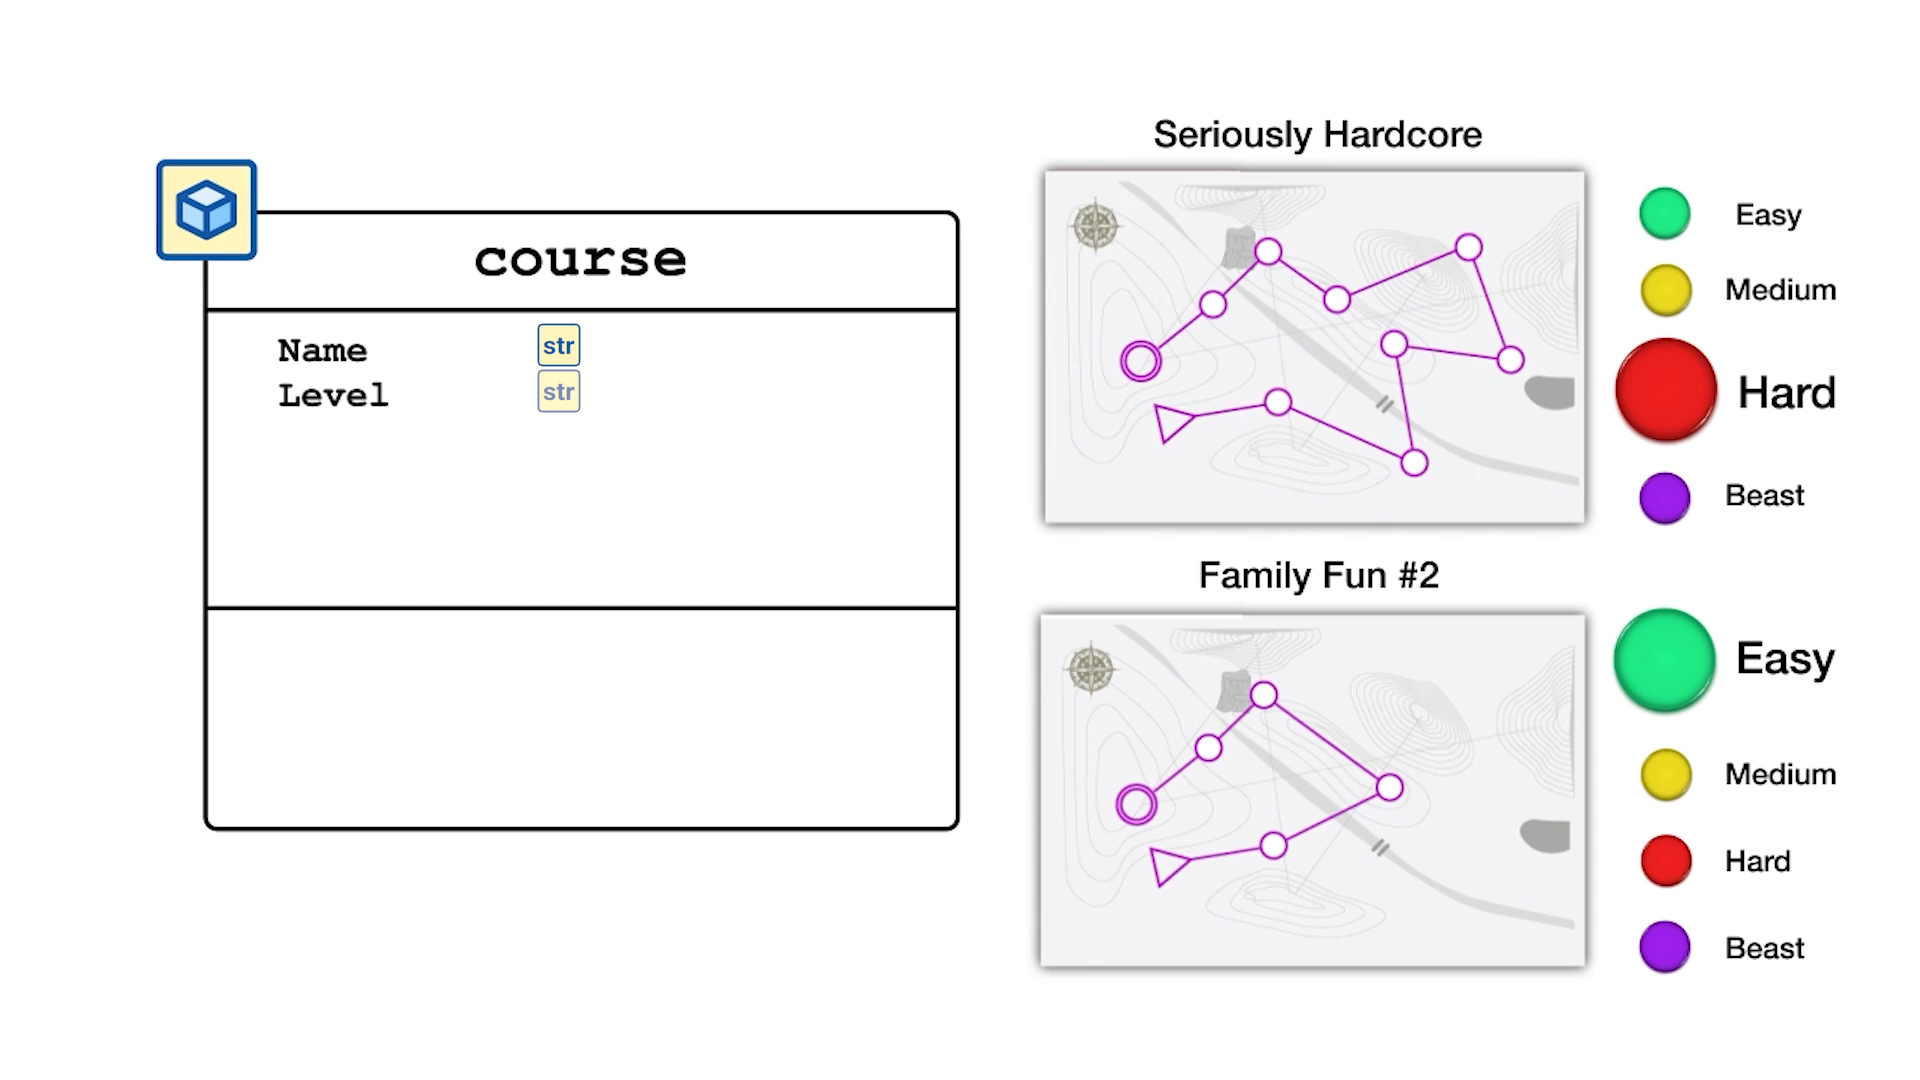 course
Name str
Level str
Seriously Hardcore
Easy
Medium
Hard
Beast
Family Fun #2
Easy
Medium
Hard
Beast